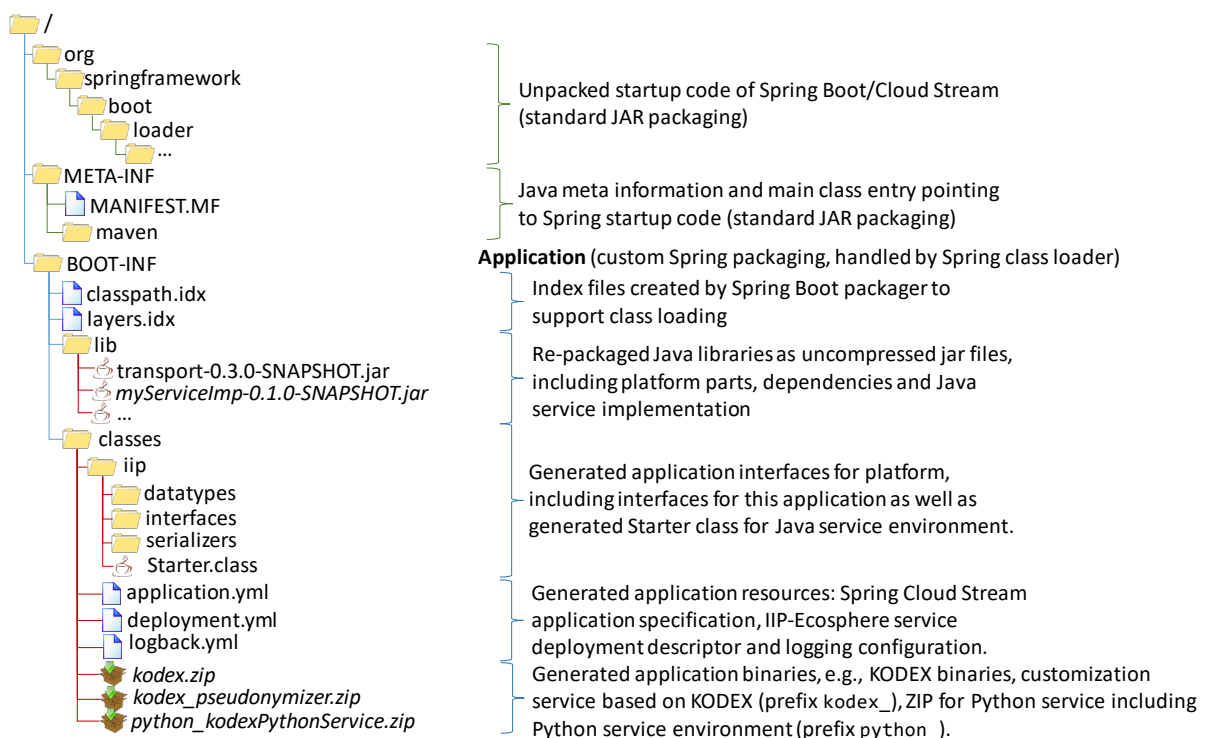 /
org
springframework
boot
loader
...
Unpacked startup code of Spring Boot/Cloud Stream
(standard JAR packaging)
META-INF
MANIFEST.MF
maven
Java meta information and main class entry pointing
to Spring startup code (standard JAR packaging)
BOOT-INF
Application (custom Spring packaging, handled by Spring class loader)
classpath.idx
layers.idx
Index files created by Spring Boot packager to
support class loading
lib
transport-0.3.0-SNAPSHOT.jar
myServiceImp-0.1.0-SNAPSHOT.jar
...
Re-packaged Java libraries as uncompressed jar files,
including platform parts, dependencies and Java
service implementation
classes
iip
datatypes
interfaces
serializers
Starter.class
Generated application interfaces for platform,
including interfaces for this application as well as
generated Starter class for Java service environment.
application.yml
deployment.yml
logback.yml
Generated application resources: Spring Cloud Stream
application specification, IIP-Ecosphere service
deployment descriptor and logging configuration.
kodex.zip
kodex_pseudonymizer.zip
python_kodexPythonService.zip
Generated application binaries, e.g., KODEX binaries, customization
service based on KODEX (prefix kodex_), ZIP for Python service including
Python service environment (prefix python_).